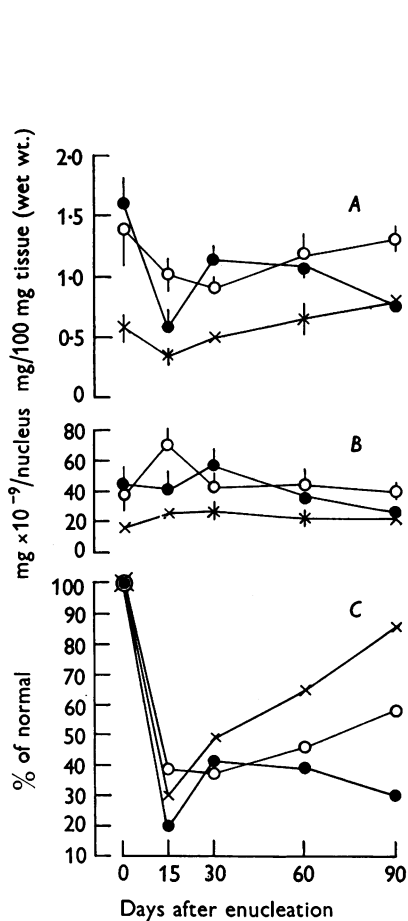 mg/100 mg tissue (wet wt.)
2·0
1·5
1·0
0·5
0
A
mg ×10⁻⁹/nucleus
80
60
40
20
0
B
% of normal
100
90
80
70
60
50
40
30
20
10
C
0 15 30 60 90
Days after enucleation